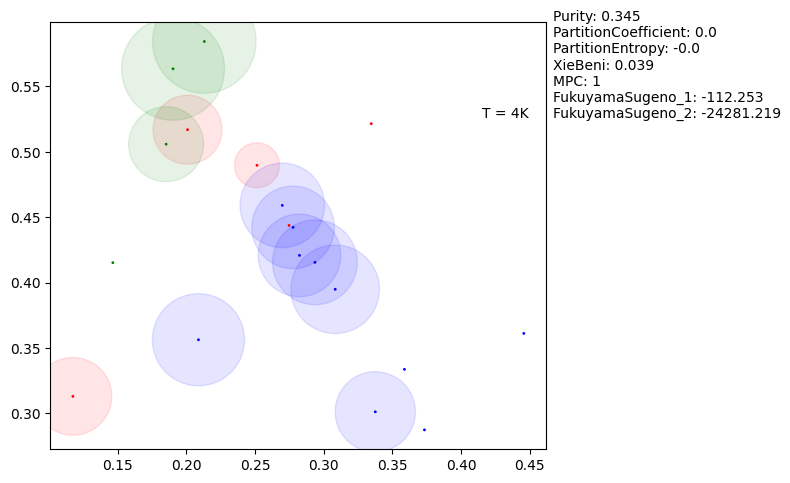 Purity: 0.345
PartitionCoefficient: 0.0
PartitionEntropy: -0.0
XieBeni: 0.039
MPC: 1
FukuyamaSugeno_1: -112.253
FukuyamaSugeno_2: -24281.219
T = 4K
0.55
0.50
0.45
0.40
0.35
0.30
0.15 0.20 0.25 0.30 0.35 0.40 0.45